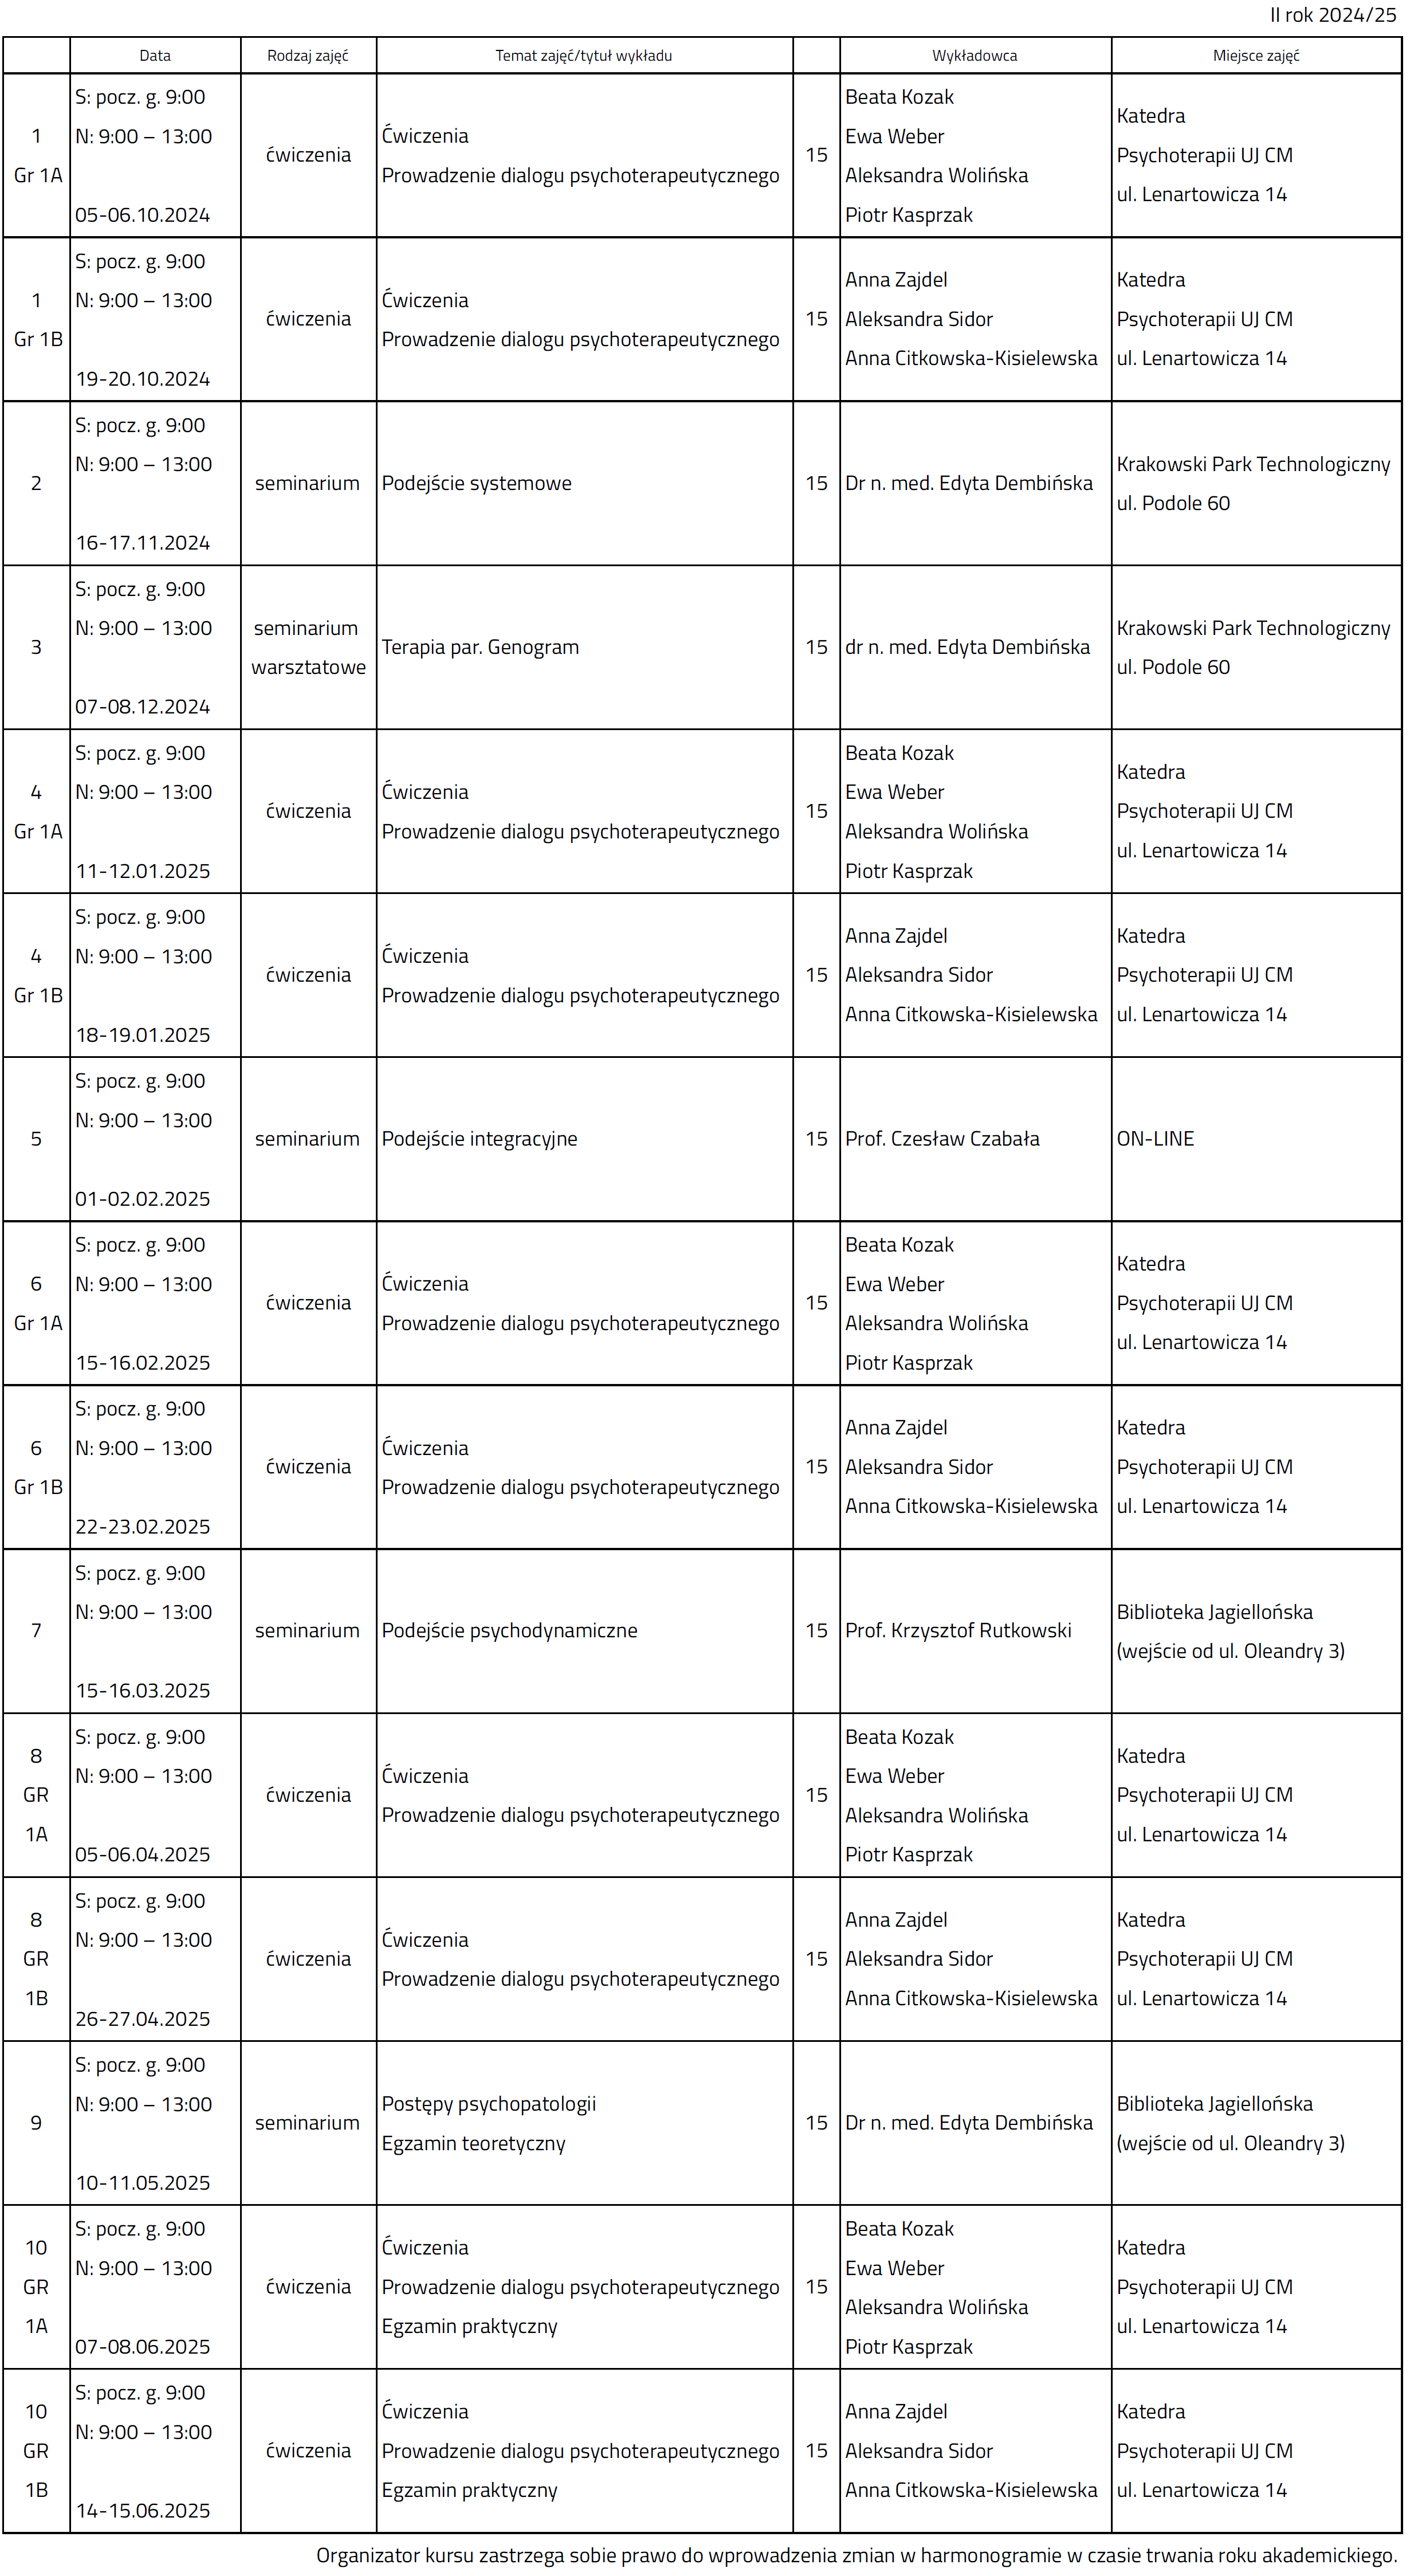 II rok 2024/25
Data
Rodzaj zajęć
Temat zajęć/tytuł wykładu
Wykładowca
Miejsce zajęć
1
Gr 1A
S: pocz. g. 9:00
N: 9:00 – 13:00
05-06.10.2024
ćwiczenia
Ćwiczenia
Prowadzenie dialogu psychoterapeutycznego
15
Beata Kozak
Ewa Weber
Aleksandra Wolińska
Piotr Kasprzak
Katedra
Psychoterapii UJ CM
ul. Lenartowicza 14
1
Gr 1B
S: pocz. g. 9:00
N: 9:00 – 13:00
19-20.10.2024
ćwiczenia
Ćwiczenia
Prowadzenie dialogu psychoterapeutycznego
15
Anna Zajdel
Aleksandra Sidor
Anna Citkowska-Kisielewska
Katedra
Psychoterapii UJ CM
ul. Lenartowicza 14
2
S: pocz. g. 9:00
N: 9:00 – 13:00
16-17.11.2024
seminarium
Podejście systemowe
15
Dr n. med. Edyta Dembińska
Krakowski Park Technologiczny
ul. Podole 60
3
S: pocz. g. 9:00
N: 9:00 – 13:00
07-08.12.2024
seminarium
warsztatowe
Terapia par. Genogram
15
dr n. med. Edyta Dembińska
Krakowski Park Technologiczny
ul. Podole 60
4
Gr 1A
S: pocz. g. 9:00
N: 9:00 – 13:00
11-12.01.2025
ćwiczenia
Ćwiczenia
Prowadzenie dialogu psychoterapeutycznego
15
Beata Kozak
Ewa Weber
Aleksandra Wolińska
Piotr Kasprzak
Katedra
Psychoterapii UJ CM
ul. Lenartowicza 14
4
Gr 1B
S: pocz. g. 9:00
N: 9:00 – 13:00
18-19.01.2025
ćwiczenia
Ćwiczenia
Prowadzenie dialogu psychoterapeutycznego
15
Anna Zajdel
Aleksandra Sidor
Anna Citkowska-Kisielewska
Katedra
Psychoterapii UJ CM
ul. Lenartowicza 14
5
S: pocz. g. 9:00
N: 9:00 – 13:00
01-02.02.2025
seminarium
Podejście integracyjne
15
Prof. Czesław Czabała
ON-LINE
6
Gr 1A
S: pocz. g. 9:00
N: 9:00 – 13:00
15-16.02.2025
ćwiczenia
Ćwiczenia
Prowadzenie dialogu psychoterapeutycznego
15
Beata Kozak
Ewa Weber
Aleksandra Wolińska
Piotr Kasprzak
Katedra
Psychoterapii UJ CM
ul. Lenartowicza 14
6
Gr 1B
S: pocz. g. 9:00
N: 9:00 – 13:00
22-23.02.2025
ćwiczenia
Ćwiczenia
Prowadzenie dialogu psychoterapeutycznego
15
Anna Zajdel
Aleksandra Sidor
Anna Citkowska-Kisielewska
Katedra
Psychoterapii UJ CM
ul. Lenartowicza 14
7
S: pocz. g. 9:00
N: 9:00 – 13:00
15-16.03.2025
seminarium
Podejście psychodynamiczne
15
Prof. Krzysztof Rutkowski
Biblioteka Jagiellońska
(wejście od ul. Oleandry 3)
8
GR
1A
S: pocz. g. 9:00
N: 9:00 – 13:00
05-06.04.2025
ćwiczenia
Ćwiczenia
Prowadzenie dialogu psychoterapeutycznego
15
Beata Kozak
Ewa Weber
Aleksandra Wolińska
Piotr Kasprzak
Katedra
Psychoterapii UJ CM
ul. Lenartowicza 14
8
GR
1B
S: pocz. g. 9:00
N: 9:00 – 13:00
26-27.04.2025
ćwiczenia
Ćwiczenia
Prowadzenie dialogu psychoterapeutycznego
15
Anna Zajdel
Aleksandra Sidor
Anna Citkowska-Kisielewska
Katedra
Psychoterapii UJ CM
ul. Lenartowicza 14
9
S: pocz. g. 9:00
N: 9:00 – 13:00
10-11.05.2025
seminarium
Postępy psychopatologii
Egzamin teoretyczny
15
Dr n. med. Edyta Dembińska
Biblioteka Jagiellońska
(wejście od ul. Oleandry 3)
10
GR
1A
S: pocz. g. 9:00
N: 9:00 – 13:00
07-08.06.2025
ćwiczenia
Ćwiczenia
Prowadzenie dialogu psychoterapeutycznego
Egzamin praktyczny
15
Beata Kozak
Ewa Weber
Aleksandra Wolińska
Piotr Kasprzak
Katedra
Psychoterapii UJ CM
ul. Lenartowicza 14
10
GR
1B
S: pocz. g. 9:00
N: 9:00 – 13:00
14-15.06.2025
ćwiczenia
Ćwiczenia
Prowadzenie dialogu psychoterapeutycznego
Egzamin praktyczny
15
Anna Zajdel
Aleksandra Sidor
Anna Citkowska-Kisielewska
Katedra
Psychoterapii UJ CM
ul. Lenartowicza 14
Organizator kursu zastrzega sobie prawo do wprowadzenia zmian w harmonogramie w czasie trwania roku akademickiego.